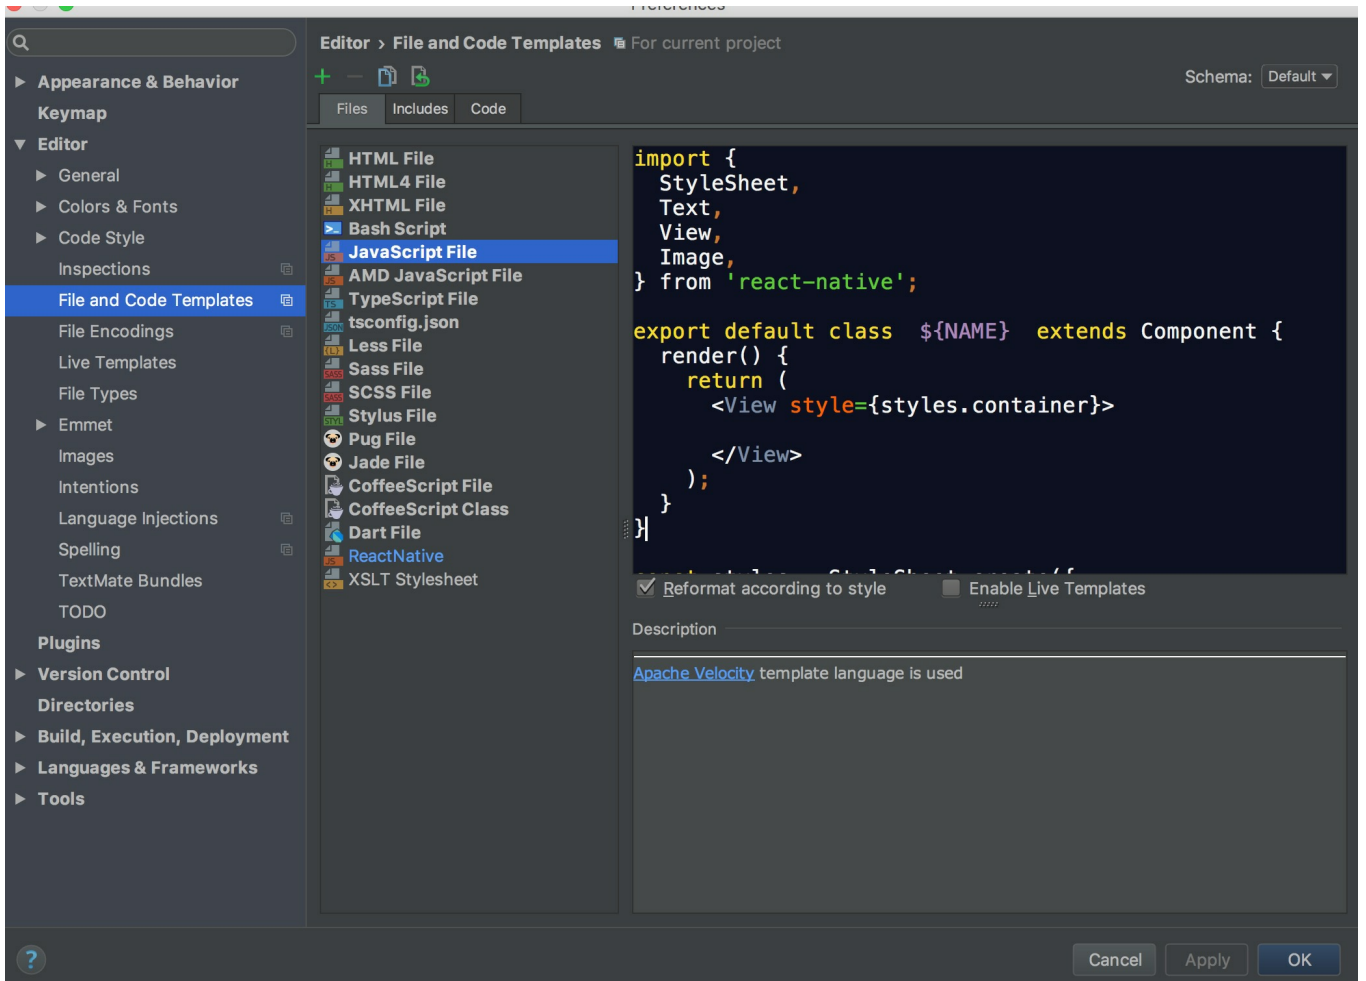 Preferences
Editor › File and Code Templates For current project
Schema: Default
Files Includes Code
Appearance & Behavior
Keymap
Editor
General
Colors & Fonts
Code Style
Inspections
File and Code Templates
File Encodings
Live Templates
File Types
Emmet
Images
Intentions
Language Injections
Spelling
TextMate Bundles
TODO
Plugins
Version Control
Directories
Build, Execution, Deployment
Languages & Frameworks
Tools
HTML File
HTML4 File
XHTML File
Bash Script
JavaScript File
AMD JavaScript File
TypeScript File
tsconfig.json
Less File
Sass File
SCSS File
Stylus File
Pug File
Jade File
CoffeeScript File
CoffeeScript Class
Dart File
ReactNative
XSLT Stylesheet
import {
  StyleSheet,
  Text,
  View,
  Image,
} from 'react-native';
export default class  ${NAME}  extends Component {
  render() {
    return (
      <View style={styles.container}>
      </View>
    );
  }
}
const styles = StyleSheet.create({
Reformat according to style
Enable Live Templates
Description
Apache Velocity template language is used
?
Cancel Apply OK